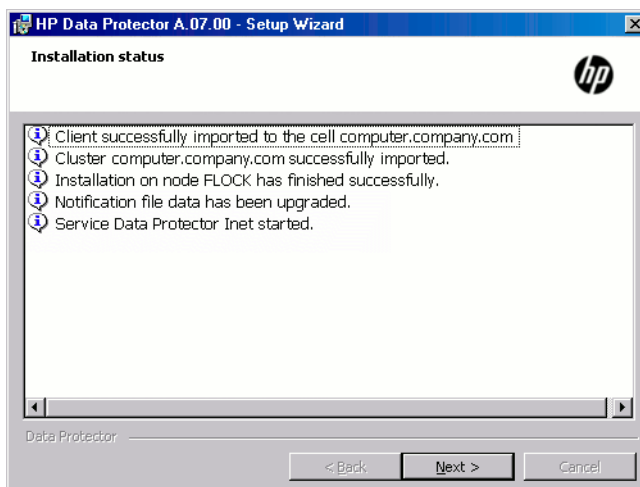 HP Data Protector A.07.00 - Setup Wizard
Installation status
hp
Client successfully imported to the cell computer.company.com
Cluster computer.company.com successfully imported.
Installation on node FLOCK has finished successfully.
Notification file data has been upgraded.
Service Data Protector Inet started.
Data Protector
< Back
Next >
Cancel